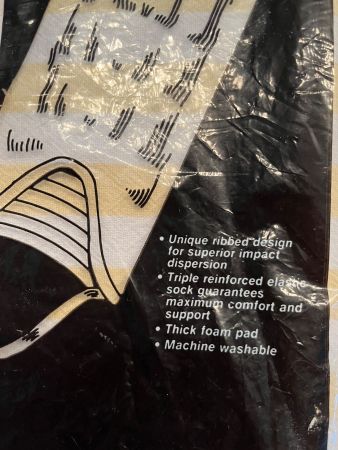 • Unique ribbed design
for superior impact
dispersion
• Triple reinforced elastic
sock guarantees
maximum comfort and
support
• Thick foam pad
• Machine washable